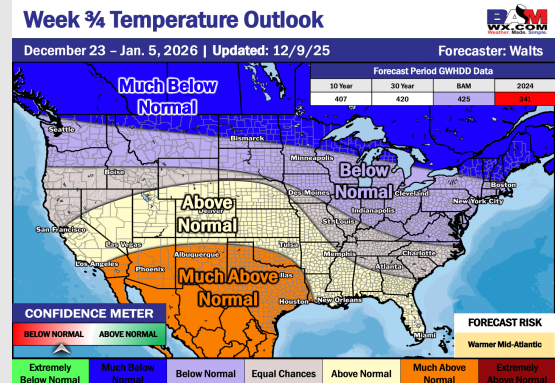 Week ¾ Temperature Outlook
BAM
WX.COM
Weather. Made. Simple.
December 23 – Jan. 5, 2026 | Updated: 12/9/25
Forecaster: Walts
Forecast Period GWHDD Data
10 Year 30 Year BAM 2024
407 420 425 341
Much Below
Normal
Seattle
Bismarck
Minneapolis
Boise
Below
Normal
Boston
Des Moines
Cleveland
New York City
Above
Normal
Denver
Indianapolis
St. Louis
San Francisco
Las Vegas
Tulsa
Memphis
Charlotte
Los Angeles
Albuquerque
Atlanta
Phoenix
Much Above
Normal
llas
Houston
New Orleans
Miami
CONFIDENCE METER
BELOW NORMAL ABOVE NORMAL
FORECAST RISK
Warmer Mid-Atlantic
Extremely
Below Normal
Much Below
Normal
Below Normal
Equal Chances
Above Normal
Much Above
Normal
Extremely
Above Normal